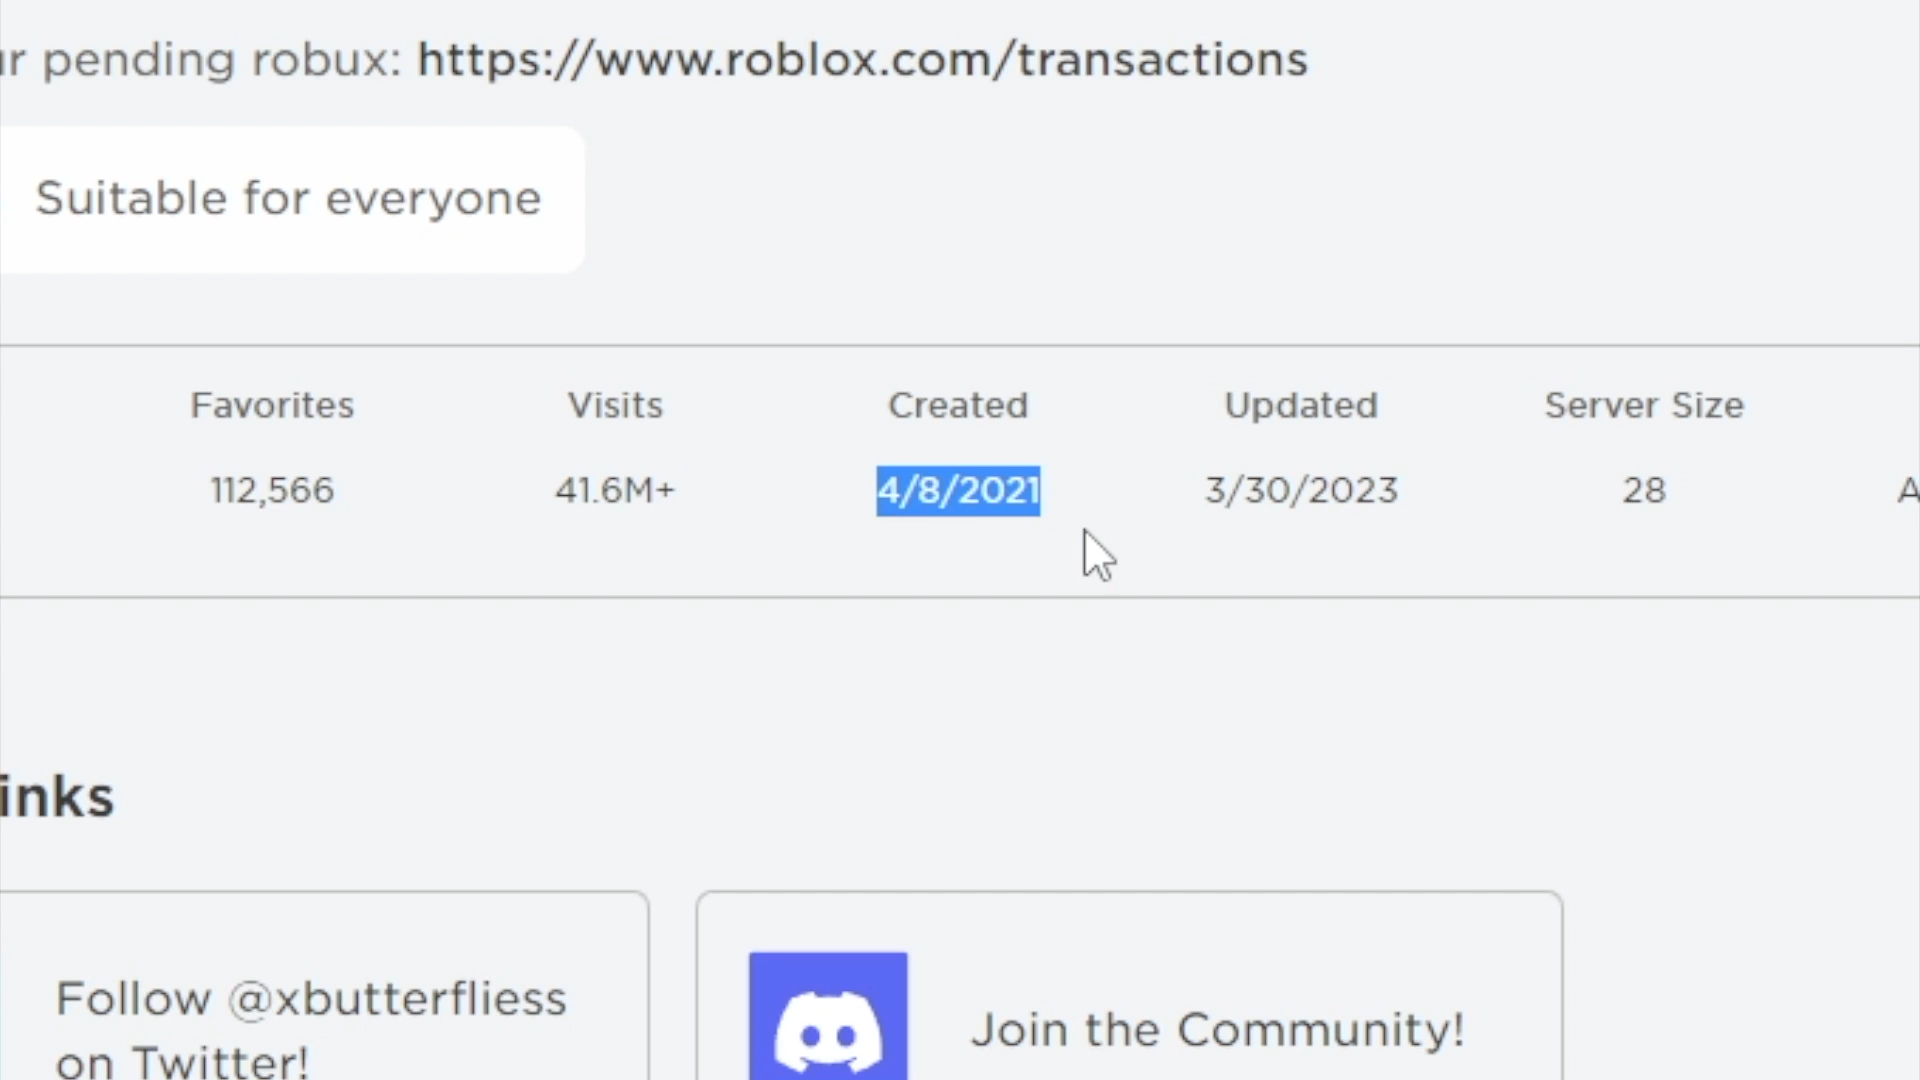 pending robux: https://www.roblox.com/transactions
Suitable for everyone
Favorites Visits Created Updated Server Size
112,566 41.6M+ 4/8/2021 3/30/2023 28
Follow @xbutterfliess
on Twitter!
Join the Community!